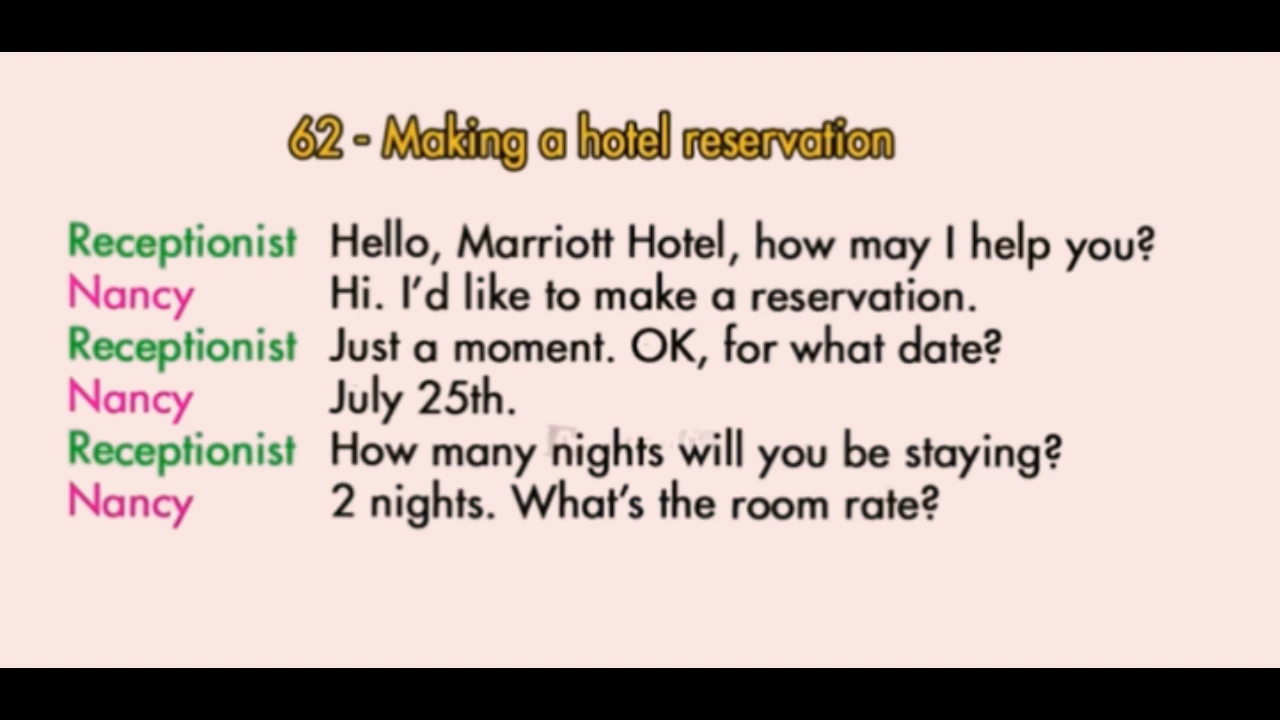 62 - Making a hotel reservation
Receptionist Hello, Marriott Hotel, how may I help you?
Nancy Hi. I'd like to make a reservation.
Receptionist Just a moment. OK, for what date?
Nancy July 25th.
Receptionist How many nights will you be staying?
Nancy 2 nights. What's the room rate?